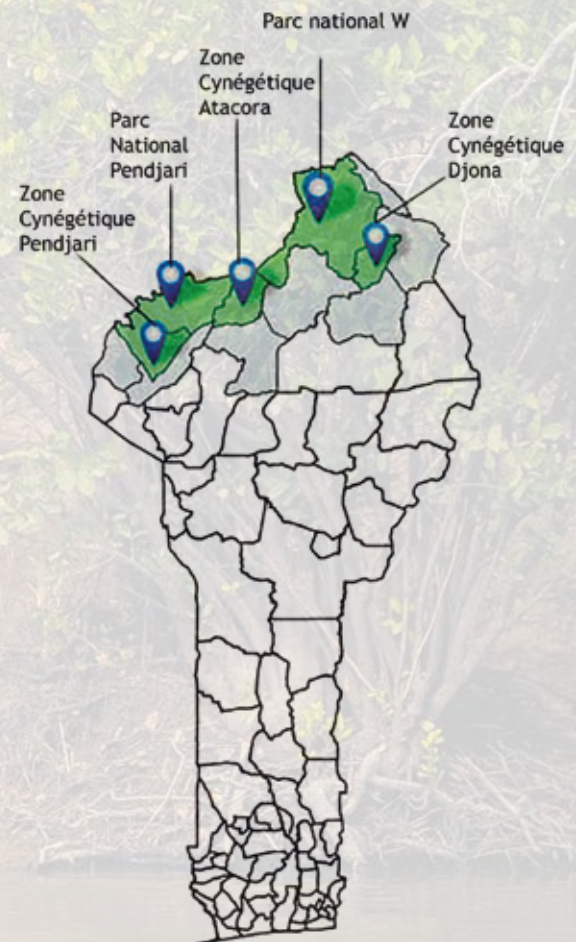 Parc national W
Zone
Cynégétique
Atacora
Parc
National
Pendjari
Zone
Cynégétique
Djona
Zone
Cynégétique
Pendjari